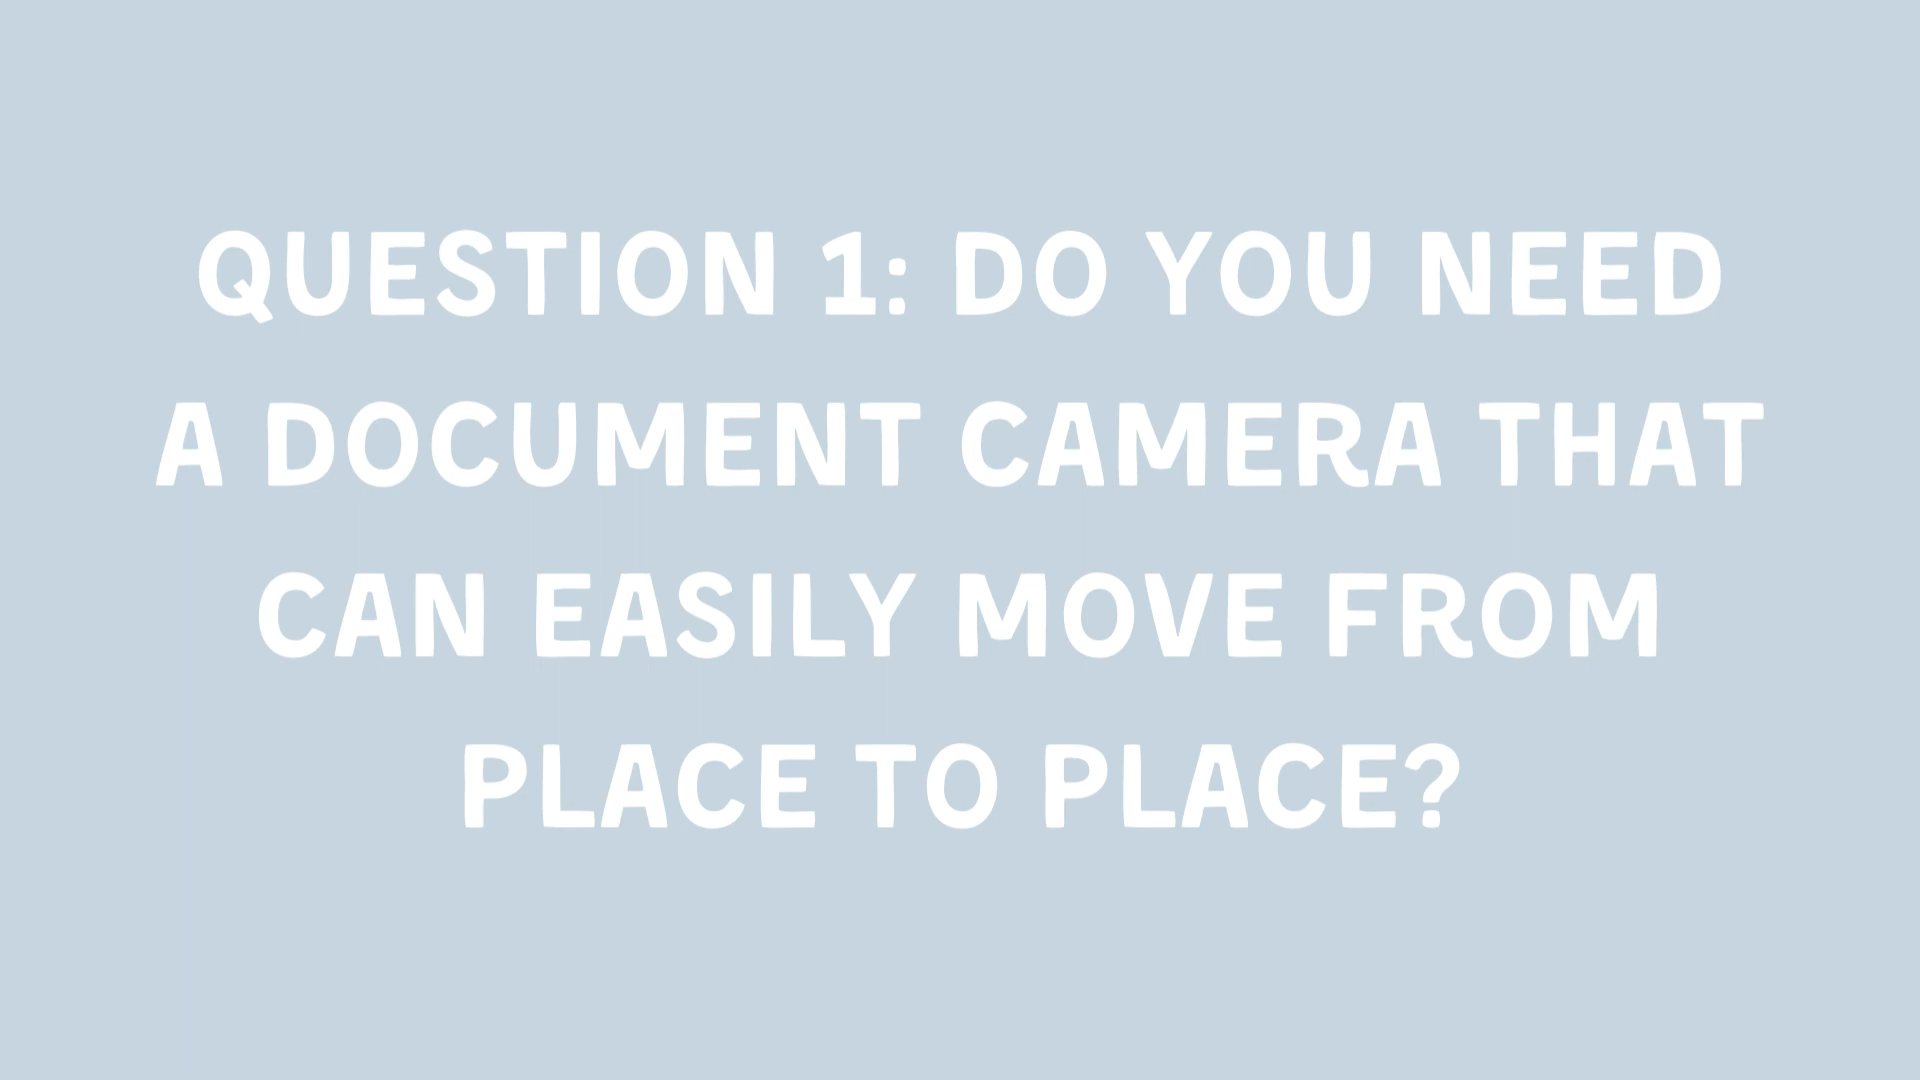 QUESTION 1: DO YOU NEED
A DOCUMENT CAMERA THAT
CAN EASILY MOVE FROM
PLACE TO PLACE?